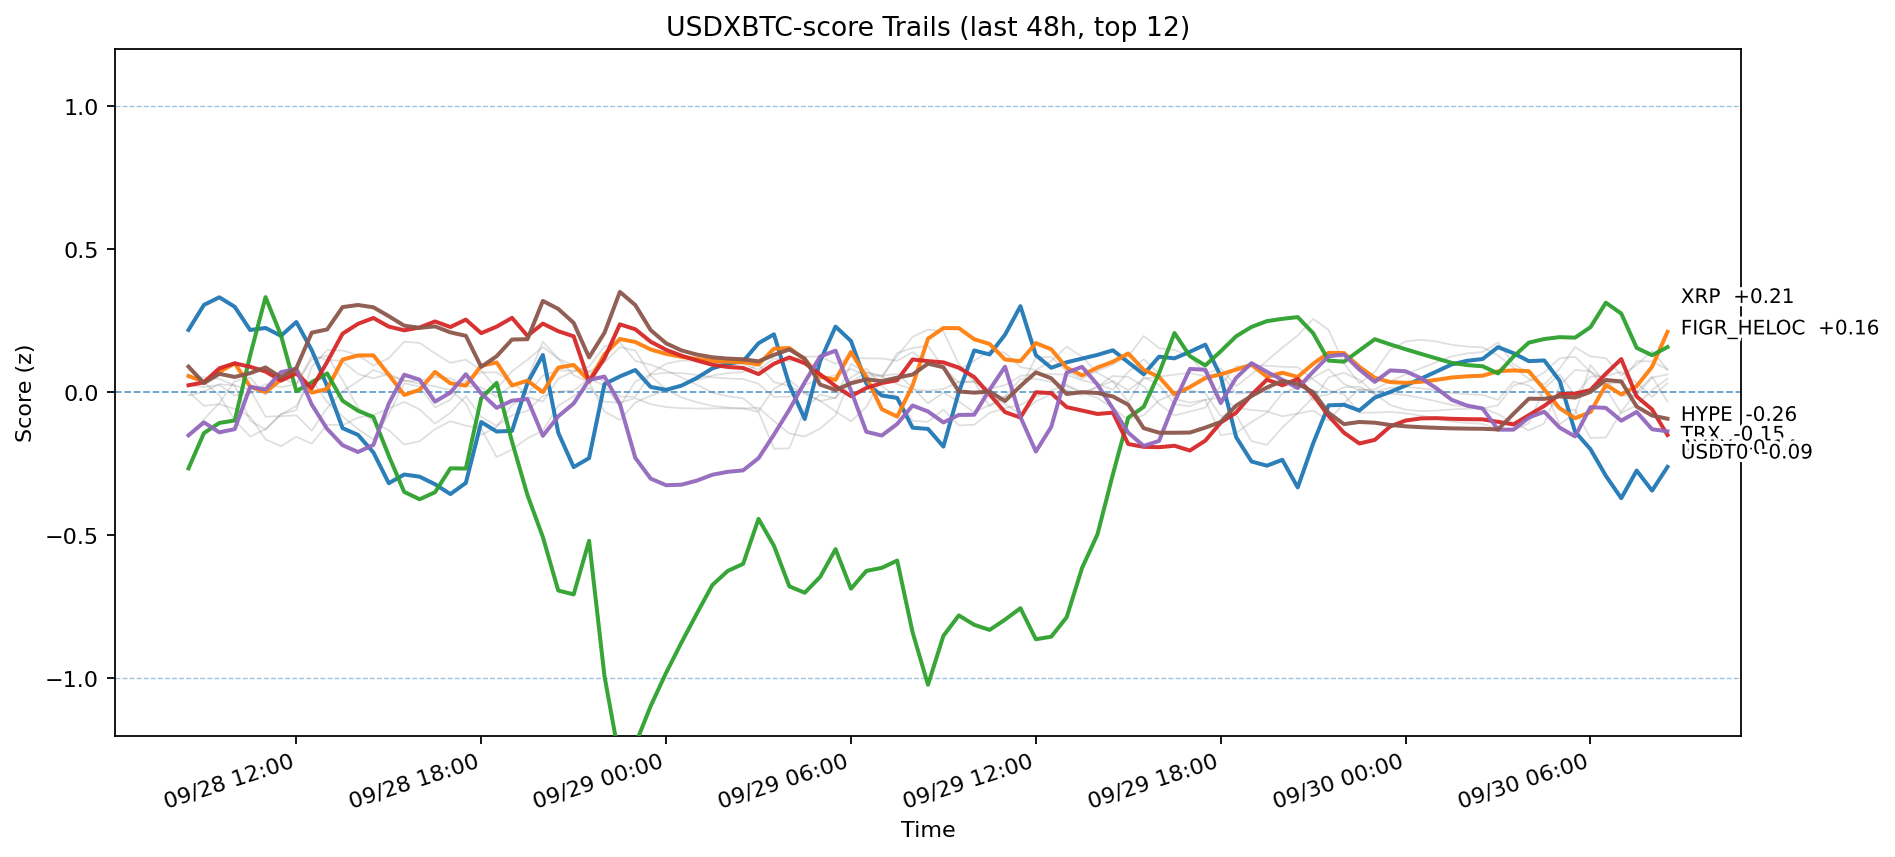 USDXBTC-score Trails (last 48h, top 12)
Score (z)
1.0
0.5
0.0
−0.5
−1.0
XRP +0.21
FIGR_HELOC +0.16
HYPE -0.26
TRX -0.15
USDT0 -0.09
09/28 12:00
09/28 18:00
09/29 00:00
09/29 06:00
09/29 12:00
09/29 18:00
09/30 00:00
09/30 06:00
Time